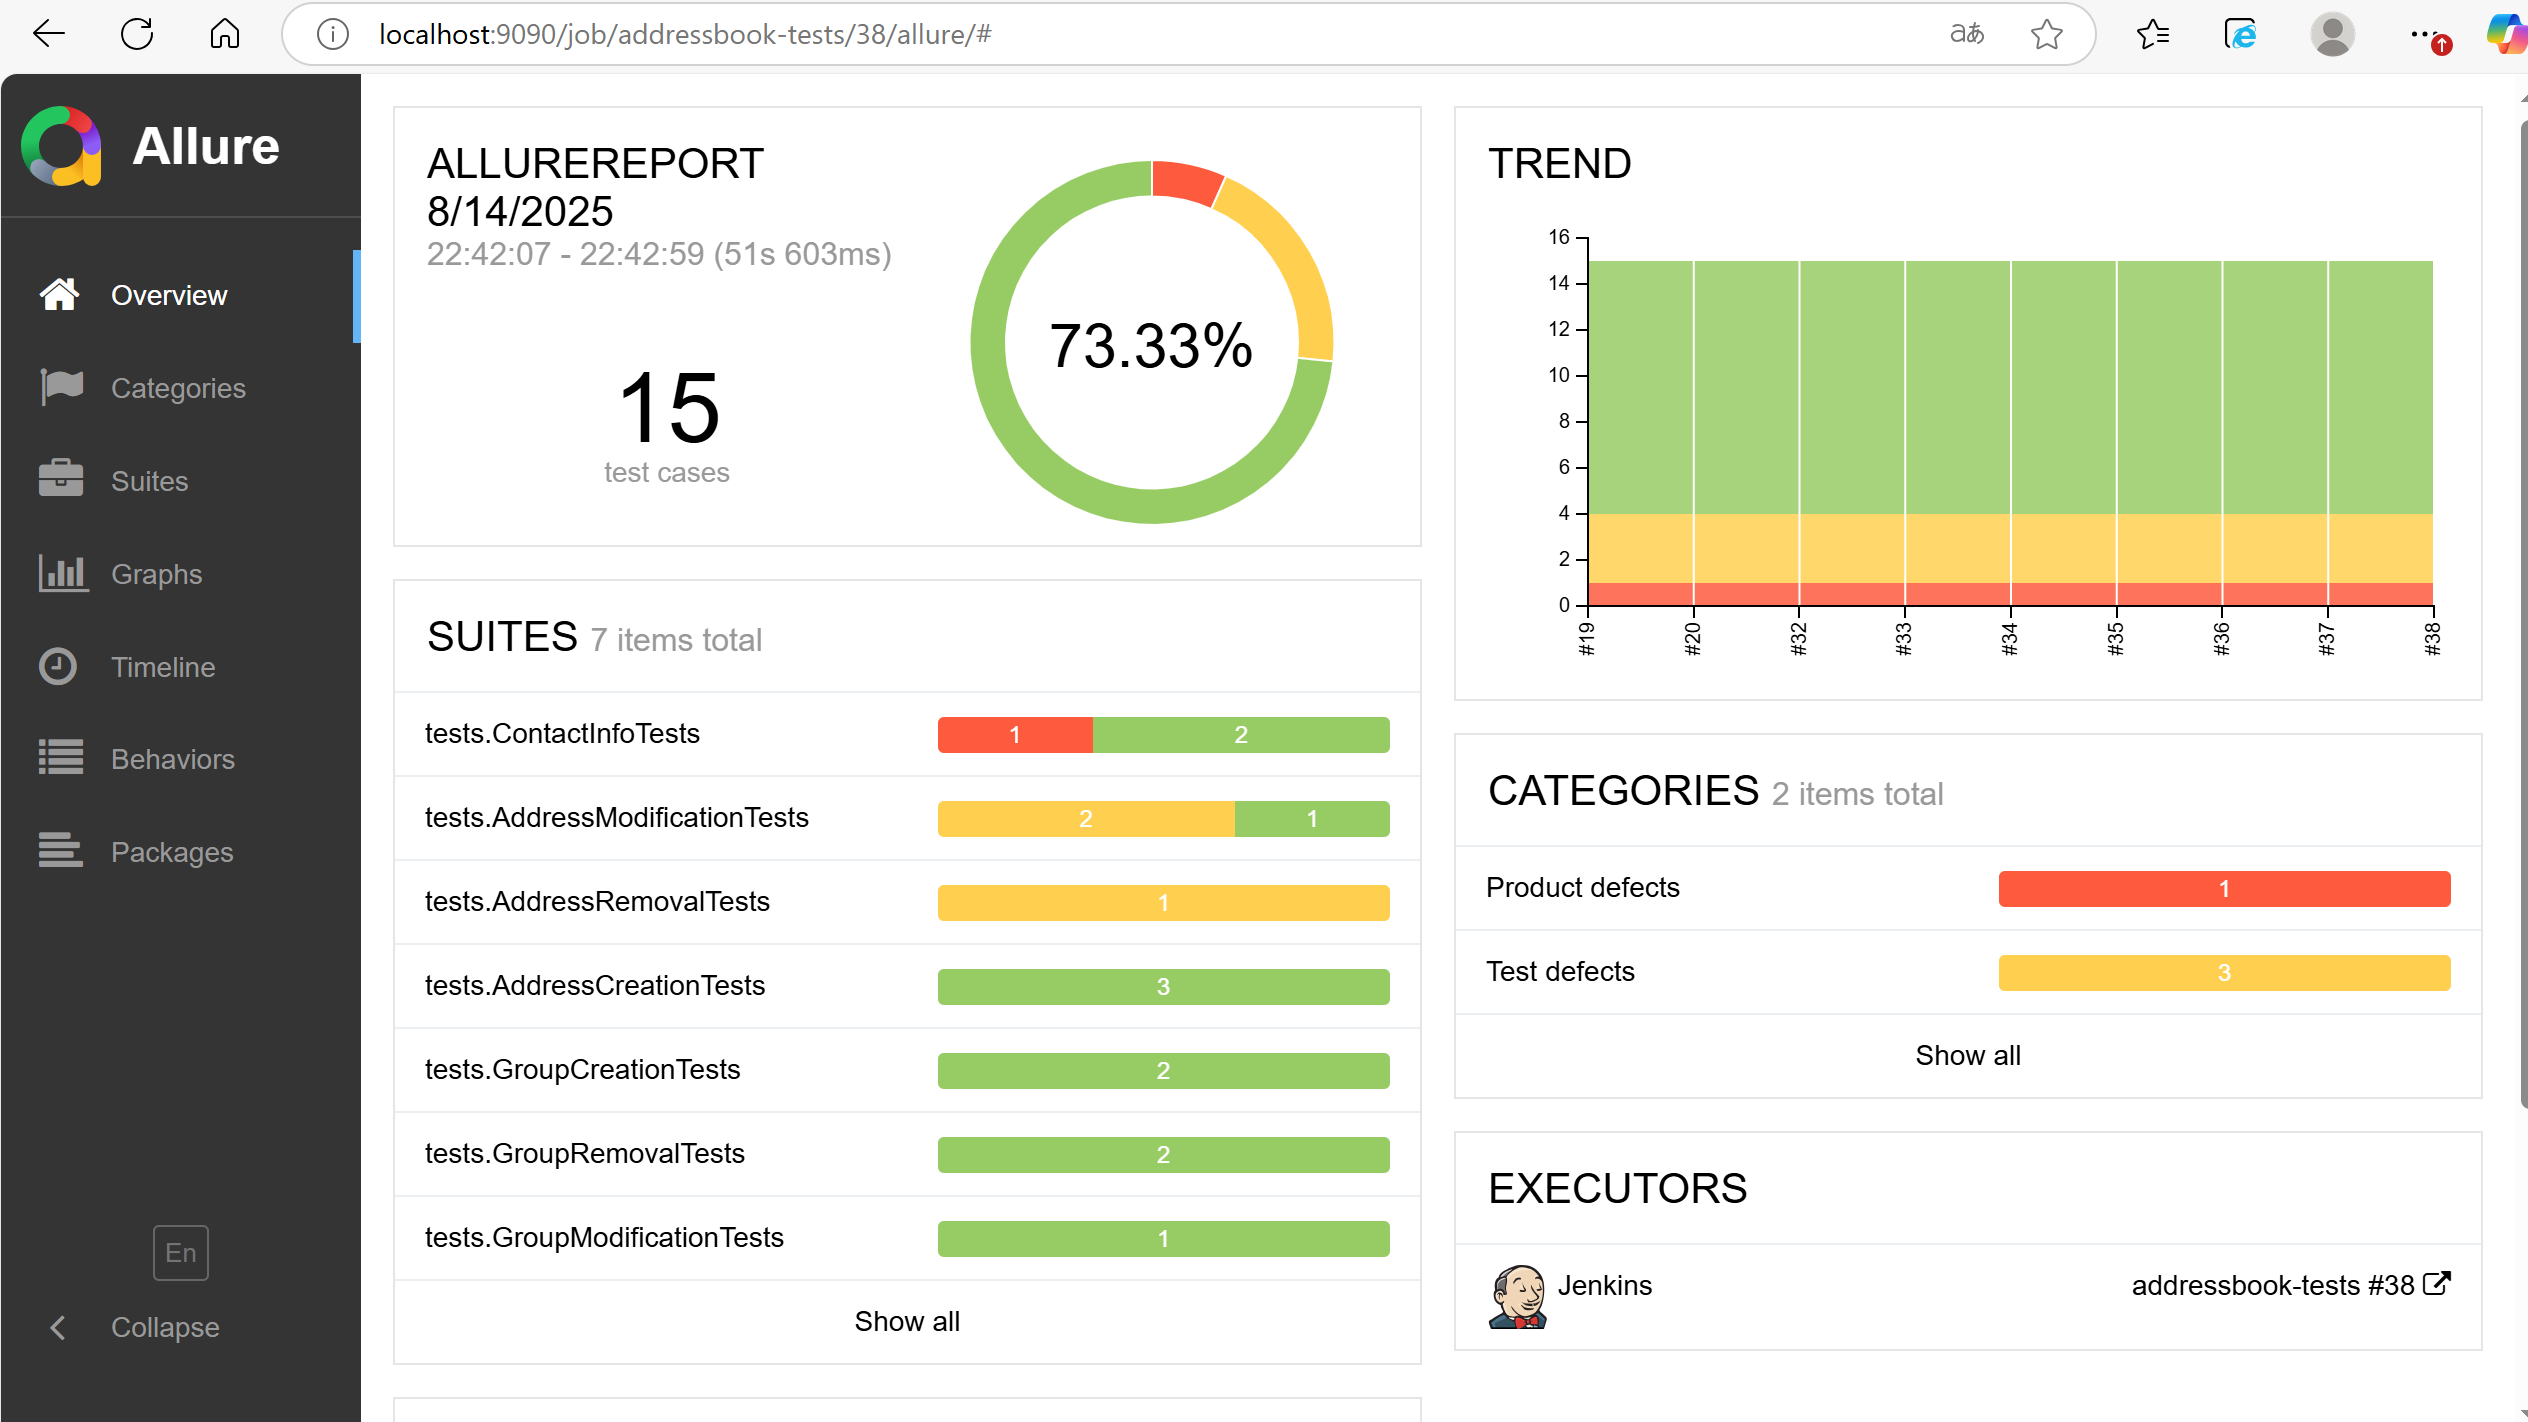 localhost:9090/job/addressbook-tests/38/allure/#
aあ
Allure
Overview
Categories
Suites
Graphs
Timeline
Behaviors
Packages
En
Collapse
ALLUREREPORT
8/14/2025
22:42:07 - 22:42:59 (51s 603ms)
15
test cases
73.33%
SUITES 7 items total
tests.ContactInfoTests 1 2
tests.AddressModificationTests 2 1
tests.AddressRemovalTests 1
tests.AddressCreationTests 3
tests.GroupCreationTests 2
tests.GroupRemovalTests 2
tests.GroupModificationTests 1
Show all
TREND
16
14
12
10
8
6
4
2
0
#19 #20 #32 #33 #34 #35 #36 #37 #38
CATEGORIES 2 items total
Product defects 1
Test defects 3
Show all
EXECUTORS
Jenkins addressbook-tests #38